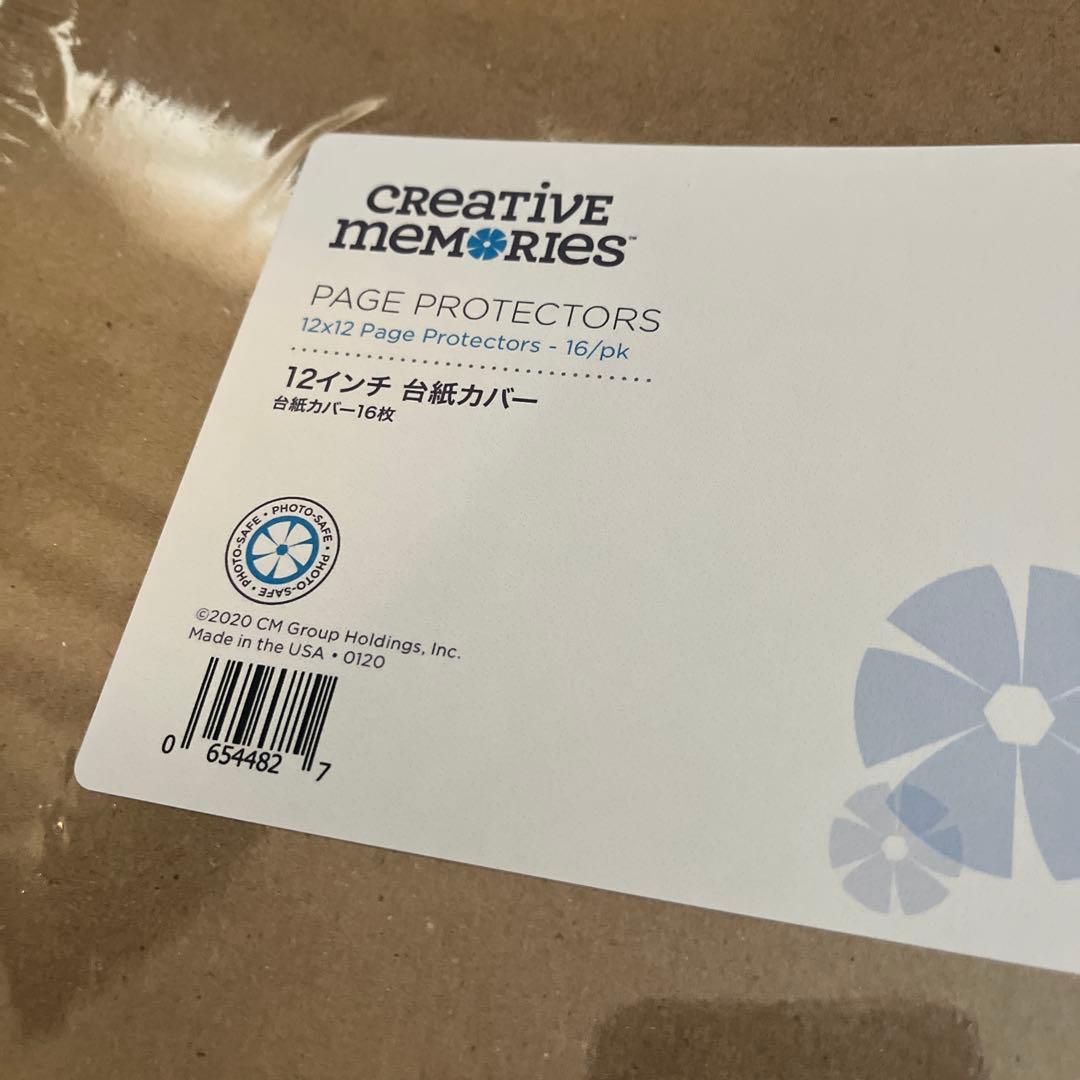 CREATIVE
MEMORIES™
PAGE PROTECTORS
12x12 Page Protectors - 16/pk
12インチ 台紙カバー
台紙カバー16枚
PHOTO-SAFE • PHOTO-SAFE • PHOTO-SAFE •
©2020 CM Group Holdings, Inc.
Made in the USA • 0120
0 654482 7